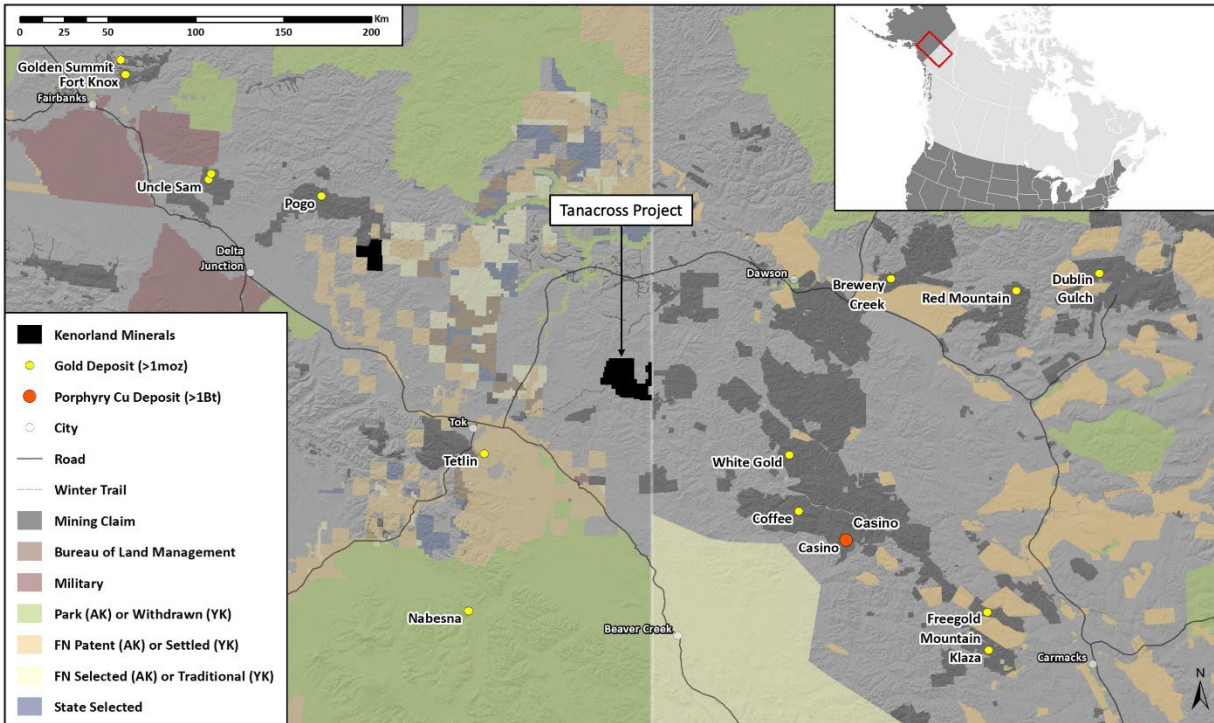 Km
0 25 50 100 150 200
Golden Summit
Fort Knox
Fairbanks
Uncle Sam
Pogo
Delta
Junction
Tanacross Project
Dawson
Brewery
Creek
Red Mountain
Dublin
Gulch
Kenorland Minerals
Gold Deposit (>1moz)
Porphyry Cu Deposit (>1Bt)
City
Road
Winter Trail
Mining Claim
Bureau of Land Management
Military
Park (AK) or Withdrawn (YK)
FN Patent (AK) or Settled (YK)
FN Selected (AK) or Traditional (YK)
State Selected
Tok
Tetlin
White Gold
Coffee
Casino
Casino
Nabesna
Beaver Creek
Freegold
Mountain
Klaza
Carmacks
N